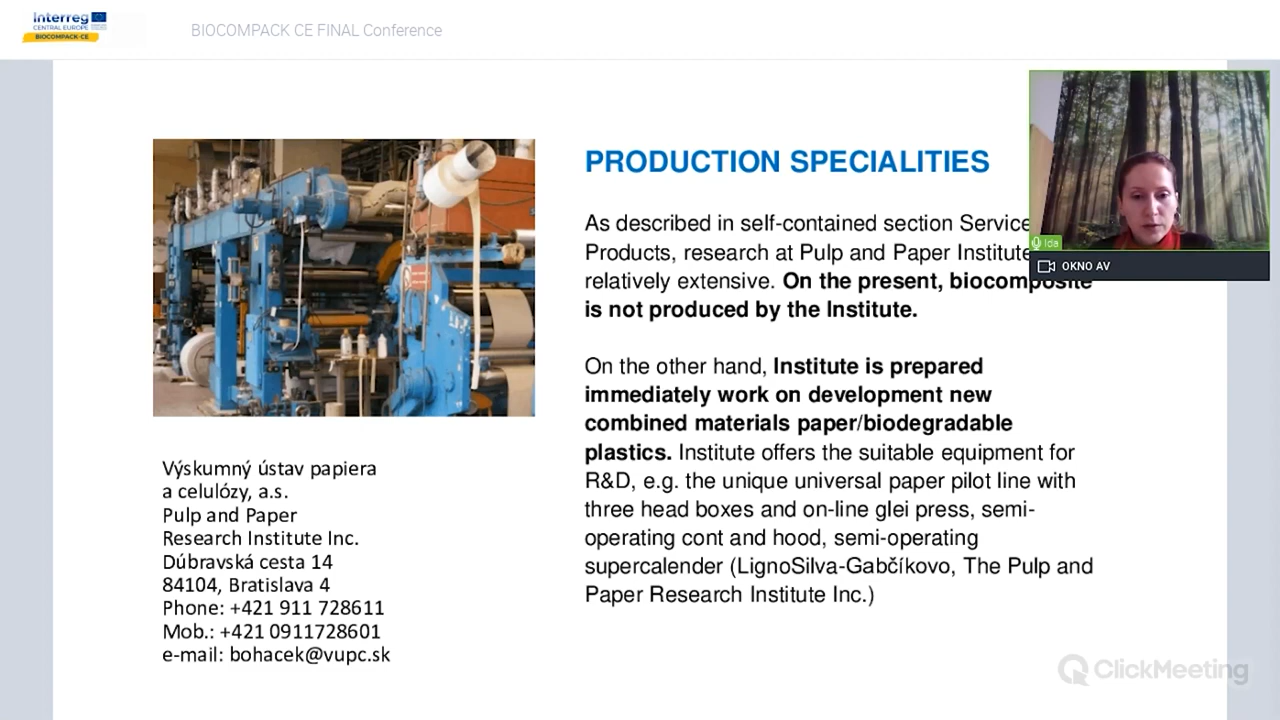 Interreg
CENTRAL EUROPE
BIOCOMPACK-CE
BIOCOMPACK CE FINAL Conference
PRODUCTION SPECIALITIES
As described in self-contained section Service
Products, research at Pulp and Paper Institute
relatively extensive. On the present, biocomposite
is not produced by the Institute.
On the other hand, Institute is prepared
immediately work on development new
combined materials paper/biodegradable
plastics. Institute offers the suitable equipment for
R&D, e.g. the unique universal paper pilot line with
three head boxes and on-line glei press, semi-
operating cont and hood, semi-operating
supercalender (LignoSilva-Gabčíkovo, The Pulp and
Paper Research Institute Inc.)
Výskumný ústav papiera
a celulózy, a.s.
Pulp and Paper
Research Institute Inc.
Dúbravská cesta 14
84104, Bratislava 4
Phone: +421 911 728611
Mob.: +421 0911728601
e-mail: bohacek@vupc.sk
Ida
OKNO AV
ClickMeeting